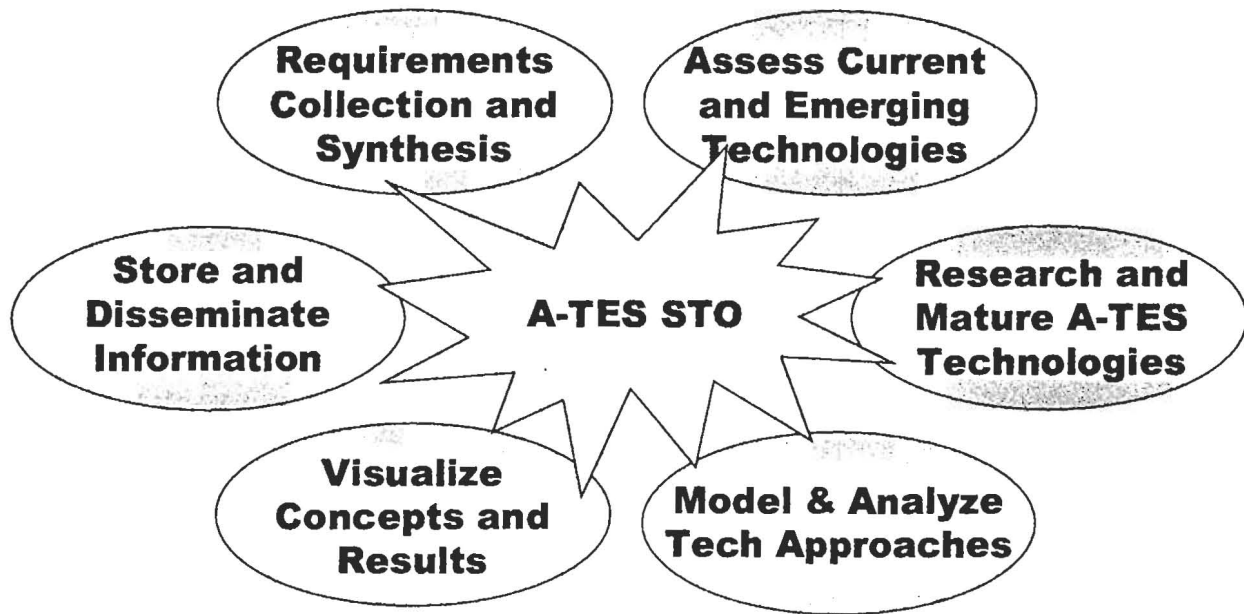 Requirements
Collection and
Synthesis
Assess Current
and Emerging
Technologies
Store and
Disseminate
Information
A-TES STO
Research and
Mature A-TES
Technologies
Visualize
Concepts and
Results
Model & Analyze
Tech Approaches